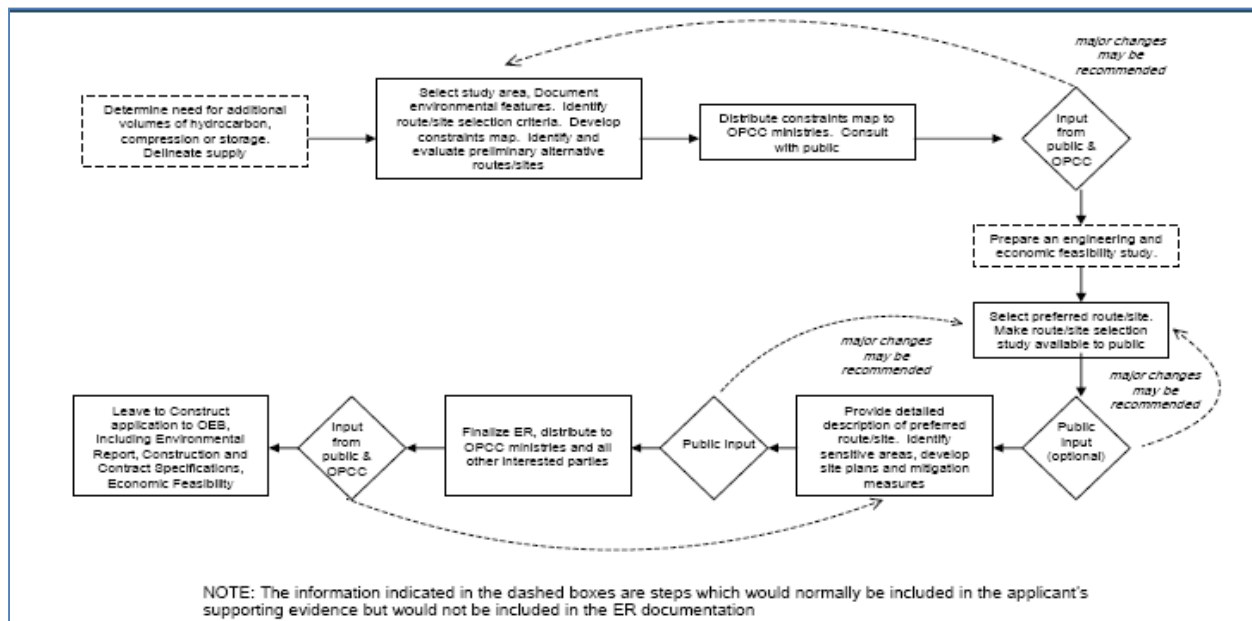 major changes
may be
recommended
Determine need for additional
volumes of hydrocarbon,
compression or storage.
Delineate supply
Select study area, Document
environmental features. Identify
route/site selection criteria. Develop
constraints map. Identify and
evaluate preliminary alternative
routes/sites
Distribute constraints map to
OPCC ministries. Consult
with public
Input
from
public &
OPCC
Prepare an engineering and
economic feasibility study.
Select preferred route/site.
Make route/site selection
study available to public
major changes
may be
recommended
major changes
may be
recommended
Public
Input
(optional)
Provide detailed
description of preferred
route/site. Identify
sensitive areas, develop
site plans and mitigation
measures
Public Input
Finalize ER, distribute to
OPCC ministries and all
other interested parties
Input
from
public &
OPCC
Leave to Construct
application to OEB,
Including Environmental
Report, Construction and
Contract Specifications,
Economic Feasibility
NOTE: The information indicated in the dashed boxes are steps which would normally be included in the applicant's
supporting evidence but would not be included in the ER documentation